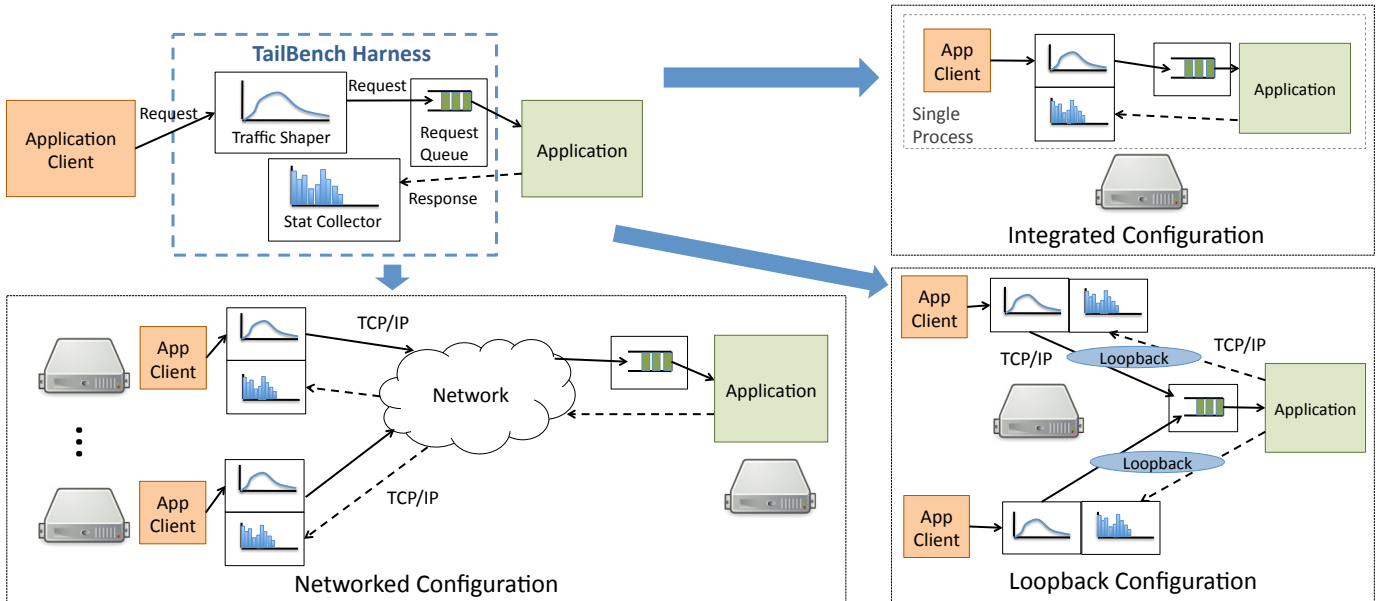 TailBench Harness
Application
Client
Request
Traffic Shaper
Request
Request
Queue
Application
Response
Stat Collector
App
Client
Single
Process
Application
Integrated Configuration
App
Client
TCP/IP
Network
Application
App
Client
TCP/IP
Networked Configuration
App
Client
TCP/IP
Loopback
TCP/IP
Application
Loopback
App
Client
Loopback Configuration